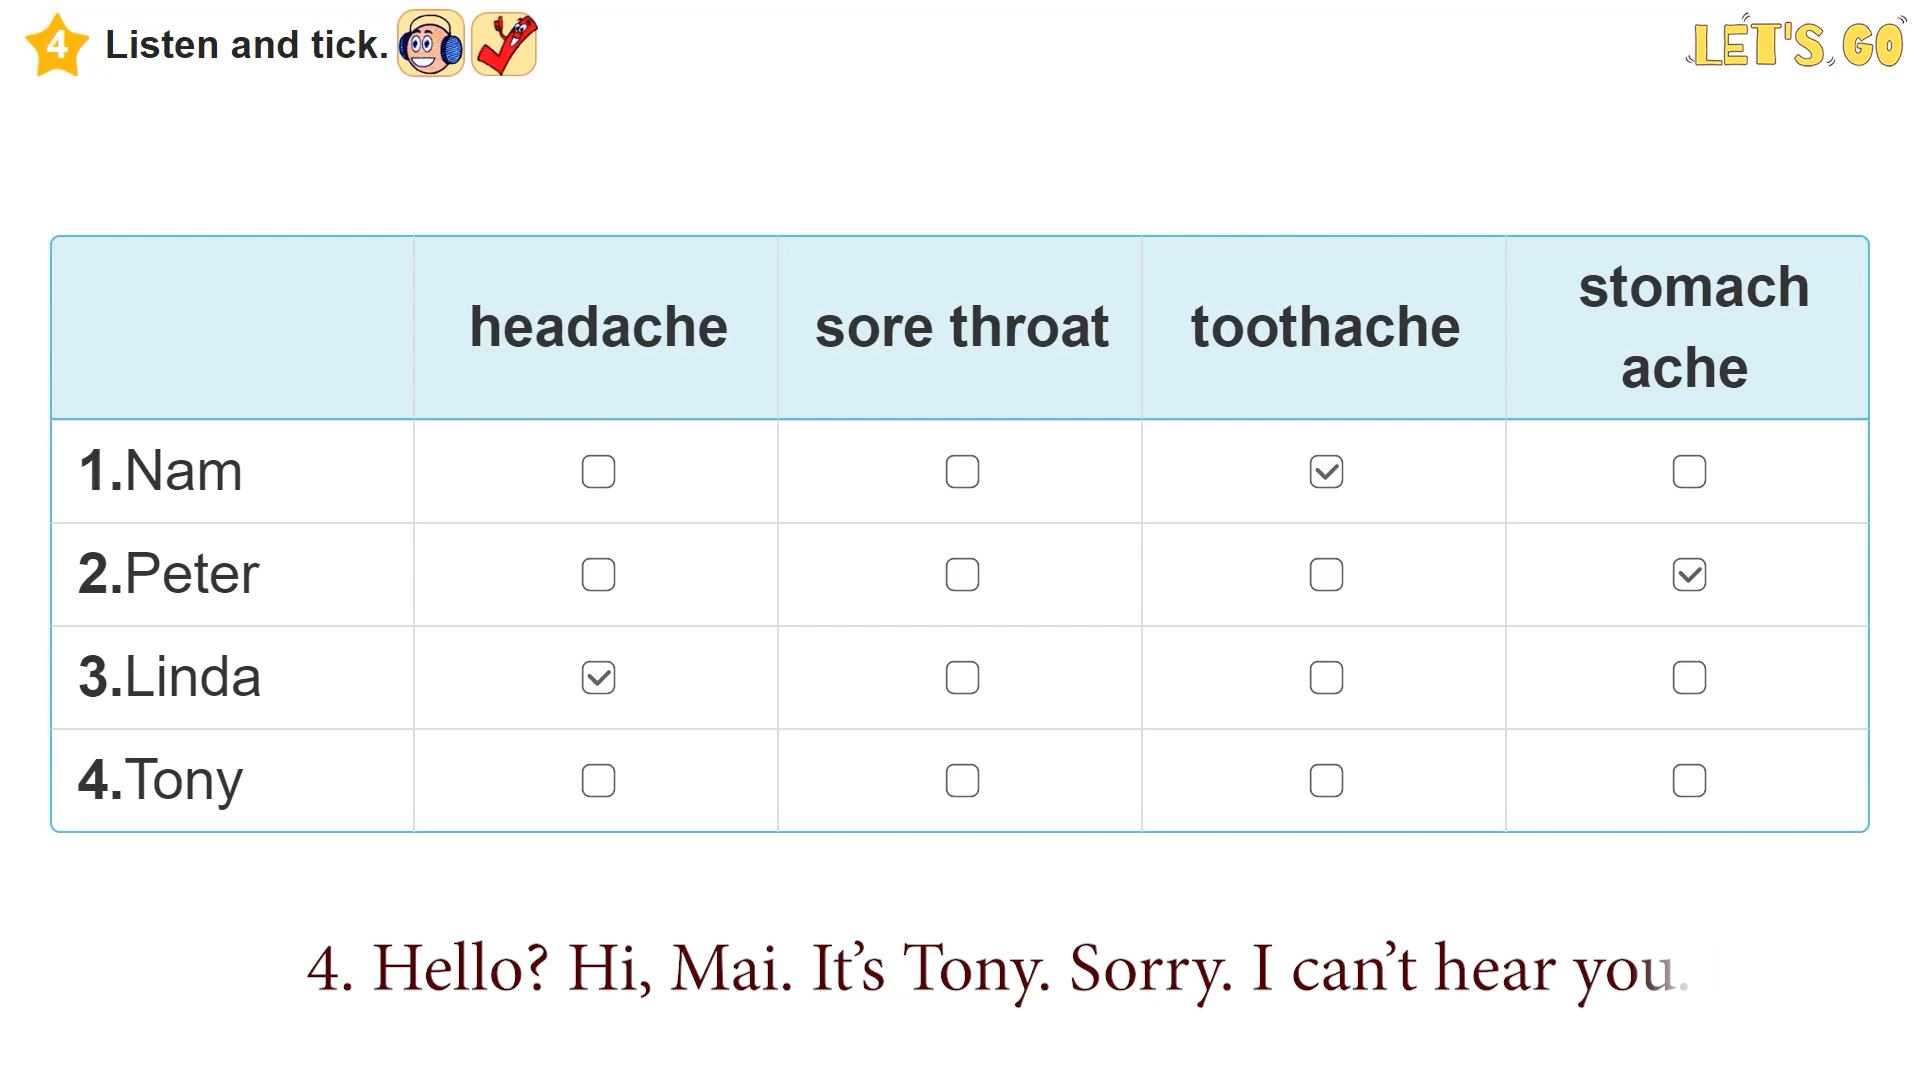 4 Listen and tick.
LET'S GO
headache sore throat toothache stomach ache
1.Nam
2.Peter
3.Linda
4.Tony
4. Hello? Hi, Mai. It’s Tony. Sorry. I can’t hear you.